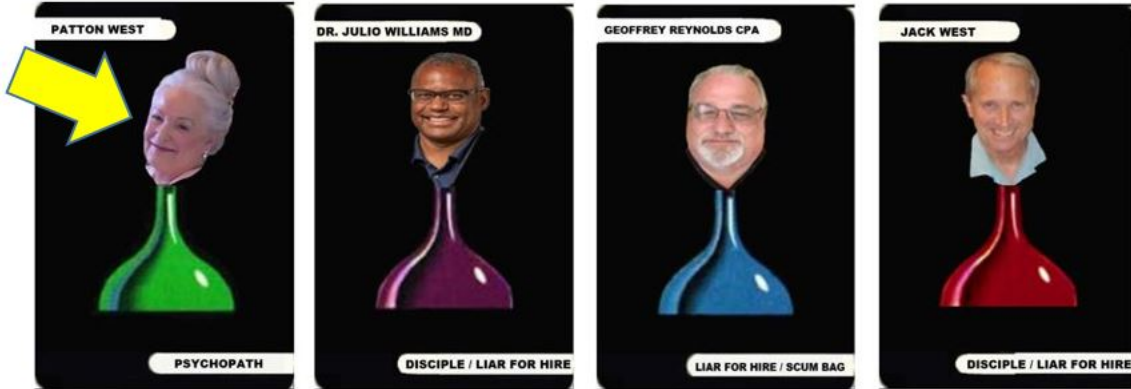 PATTON WEST
DR. JULIO WILLIAMS MD
GEOFFREY REYNOLDS CPA
JACK WEST
PSYCHOPATH
DISCIPLE / LIAR FOR HIRE
LIAR FOR HIRE / SCUM BAG
DISCIPLE / LIAR FOR HIRE